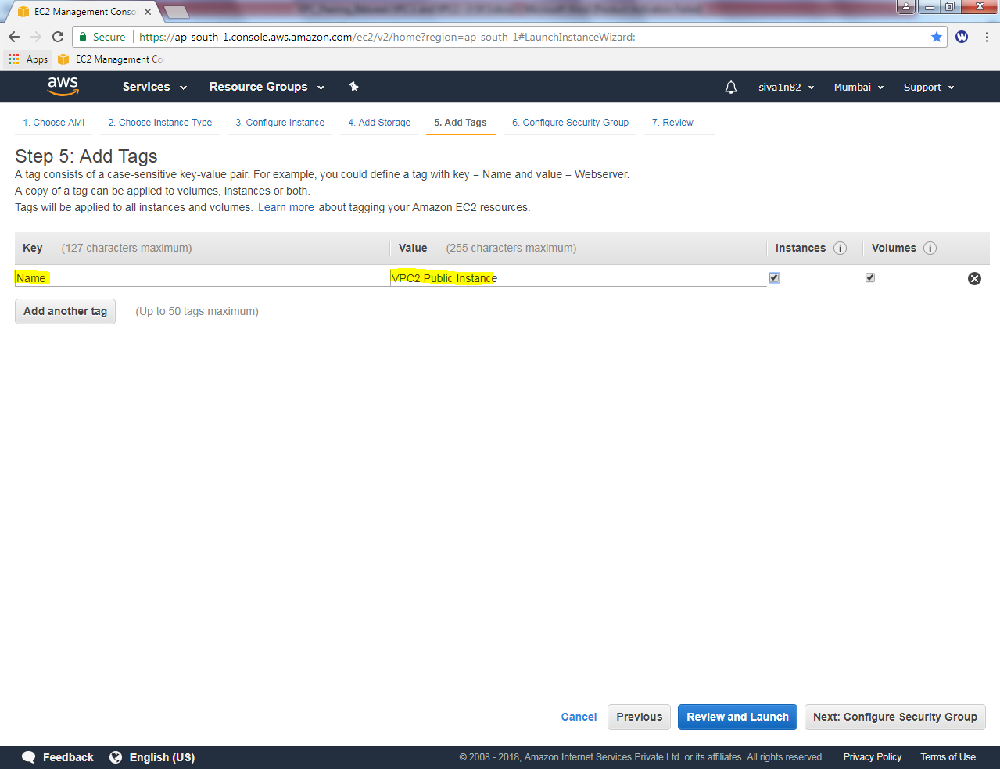 EC2 Management Conso
Secure https://ap-south-1.console.aws.amazon.com/ec2/v2/home?region=ap-south-1#LaunchInstanceWizard: W
Apps EC2 Management Co
aws Services Resource Groups siva1n82 Mumbai Support
1. Choose AMI 2. Choose Instance Type 3. Configure Instance 4. Add Storage 5. Add Tags 6. Configure Security Group 7. Review
Step 5: Add Tags
A tag consists of a case-sensitive key-value pair. For example, you could define a tag with key = Name and value = Webserver.
A copy of a tag can be applied to volumes, instances or both.
Tags will be applied to all instances and volumes. Learn more about tagging your Amazon EC2 resources.
Key (127 characters maximum) Value (255 characters maximum) Instances i Volumes i
Name VPC2 Public Instance
Add another tag (Up to 50 tags maximum)
Cancel Previous Review and Launch Next: Configure Security Group
Feedback English (US) © 2008 - 2018, Amazon Internet Services Private Ltd. or its affiliates. All rights reserved. Privacy Policy Terms of Use